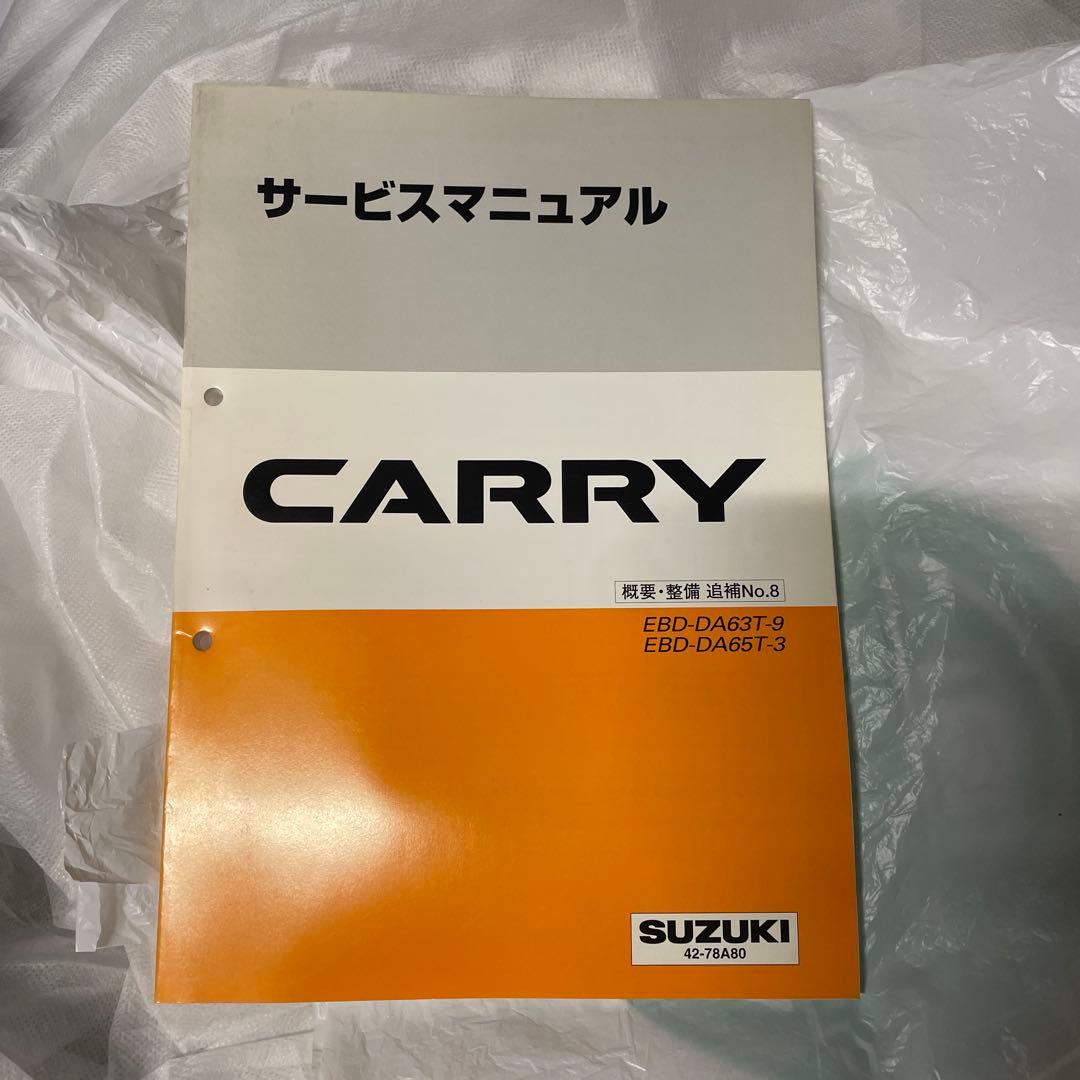 サービスマニュアル
CARRY
概要・整備 追補No.8
EBD-DA63T-9
EBD-DA65T-3
SUZUKI
42-78A80